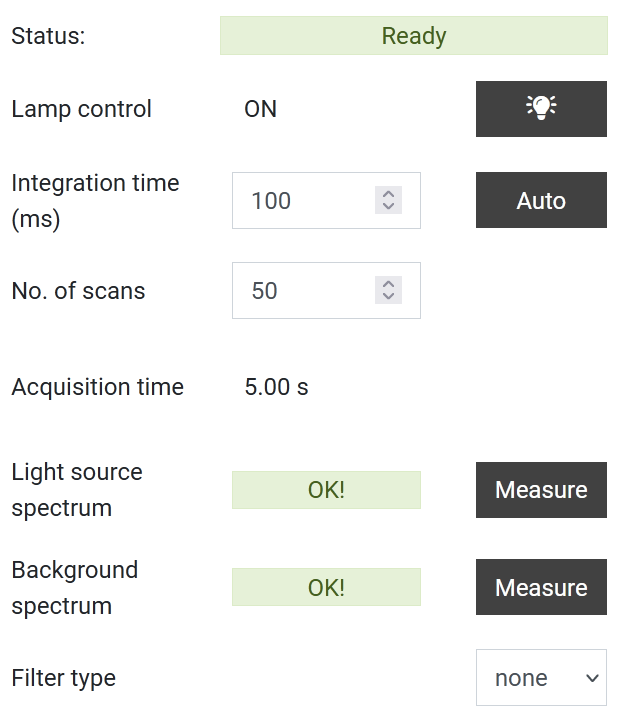 Status:
Ready
Lamp control
ON
Integration time
(ms)
100
Auto
No. of scans
50
Acquisition time
5.00 s
Light source
spectrum
OK!
Measure
Background
spectrum
OK!
Measure
Filter type
none